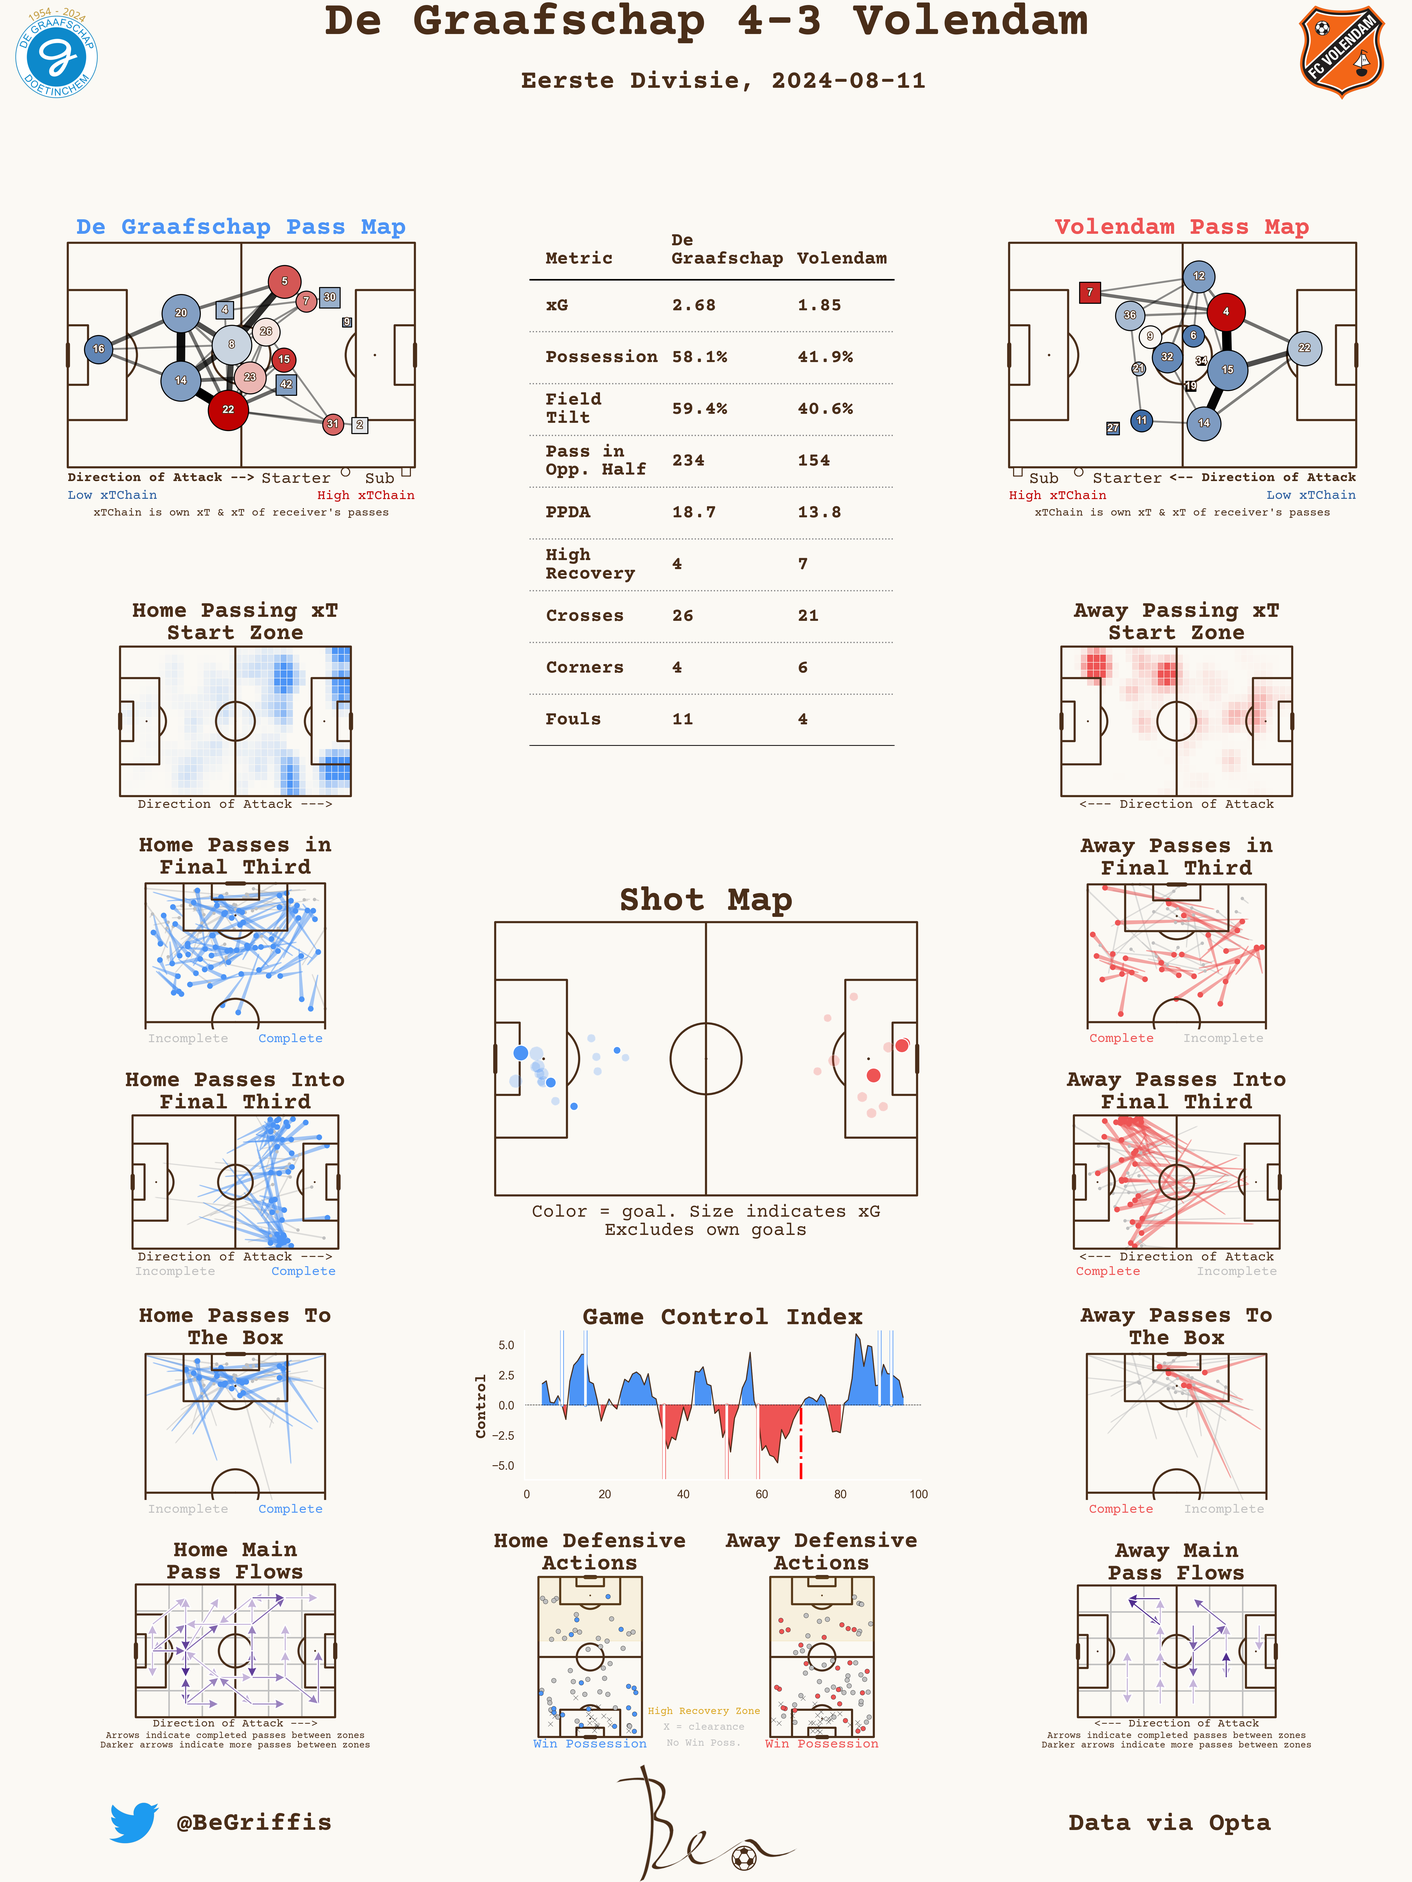 De Graafschap 4-3 Volendam
Eerste Divisie, 2024-08-11
1954 - 2024
DE GRAAFSCHAP
DOETINCHEM
FC VOLENDAM
De Graafschap Pass Map
5
7
30
20
4
9
26
8
16
15
14
23
42
22
31
2
Direction of Attack --> Starter Sub
Low xTChain High xTChain
xTChain is own xT & xT of receiver's passes
Metric De Graafschap Volendam
xG 2.68 1.85
Possession 58.1% 41.9%
Field Tilt 59.4% 40.6%
Pass in Opp. Half 234 154
PPDA 18.7 13.8
High Recovery 4 7
Crosses 26 21
Corners 4 6
Fouls 11 4
Volendam Pass Map
12
7
36
4
9
6
22
32
34
21
15
19
11
14
27
Sub Starter <-- Direction of Attack
High xTChain Low xTChain
xTChain is own xT & xT of receiver's passes
Home Passing xT
Start Zone
Direction of Attack --->
Away Passing xT
Start Zone
<--- Direction of Attack
Home Passes in
Final Third
Incomplete Complete
Away Passes in
Final Third
Complete Incomplete
Shot Map
Color = goal. Size indicates xG
Excludes own goals
Home Passes Into
Final Third
Direction of Attack --->
Incomplete Complete
Away Passes Into
Final Third
<--- Direction of Attack
Complete Incomplete
Home Passes To
The Box
Incomplete Complete
Game Control Index
Control
5.0
2.5
0.0
−2.5
−5.0
0 20 40 60 80 100
Away Passes To
The Box
Complete Incomplete
Home Main
Pass Flows
Direction of Attack --->
Arrows indicate completed passes between zones
Darker arrows indicate more passes between zones
Home Defensive
Actions
Win Possession
High Recovery Zone
X = clearance
No Win Poss.
Away Defensive
Actions
Win Possession
Away Main
Pass Flows
<--- Direction of Attack
Arrows indicate completed passes between zones
Darker arrows indicate more passes between zones
@BeGriffis
Ben
Data via Opta